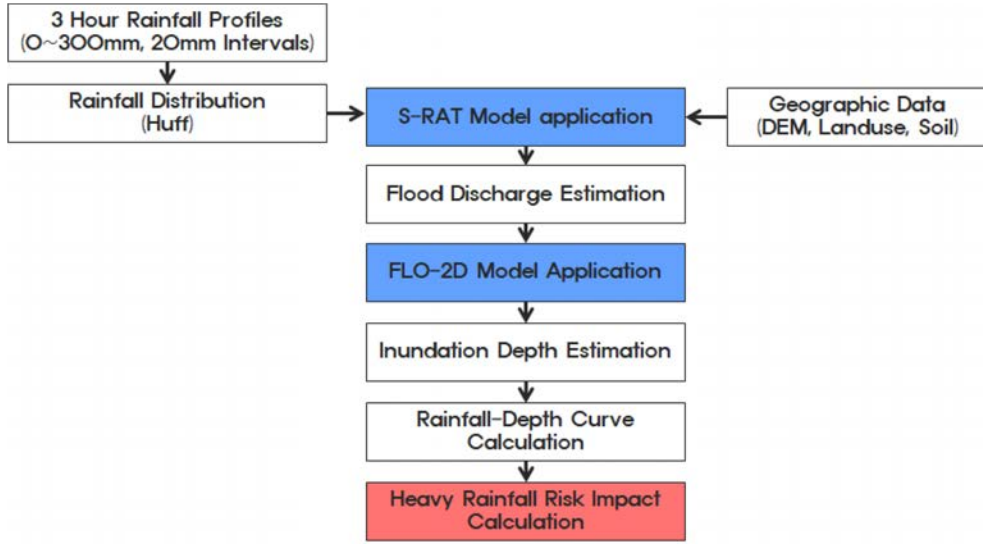 3 Hour Rainfall Profiles
(0~300mm, 20mm Intervals)
Rainfall Distribution
(Huff)
S-RAT Model application
Geographic Data
(DEM, Landuse, Soil)
Flood Discharge Estimation
FLO-2D Model Application
Inundation Depth Estimation
Rainfall-Depth Curve
Calculation
Heavy Rainfall Risk Impact
Calculation